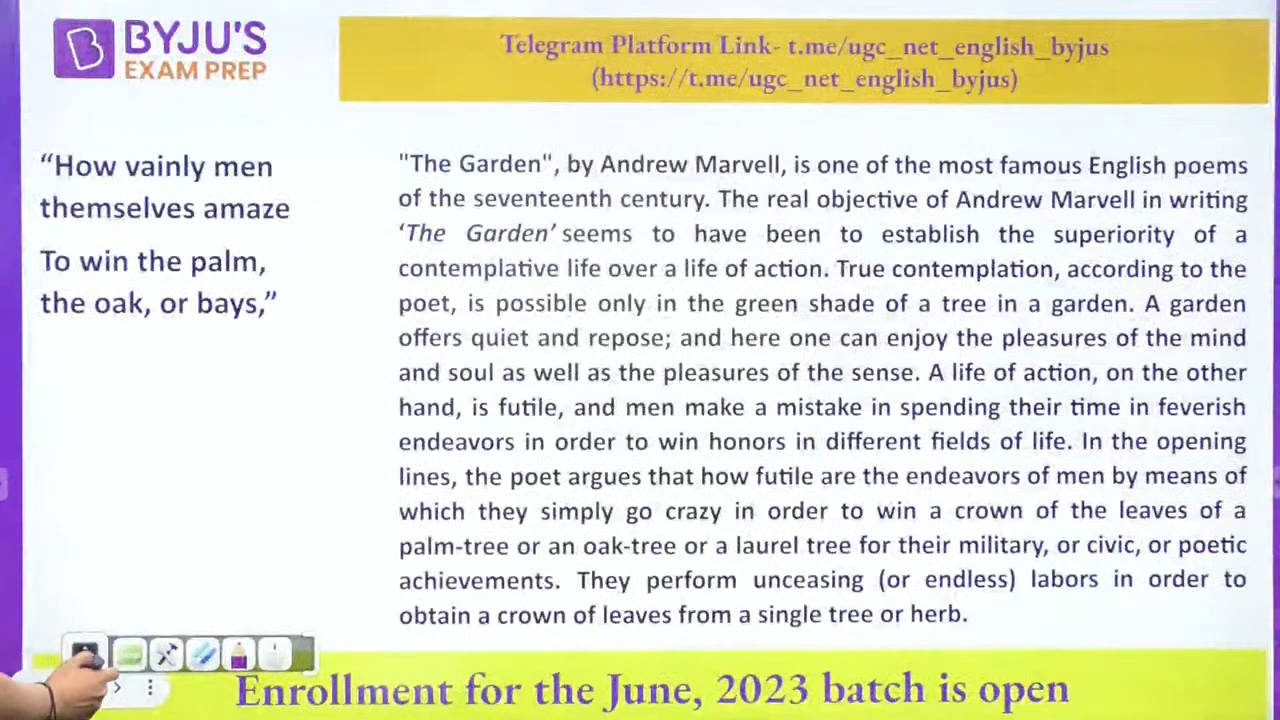 BYJU'S
EXAM PREP
Telegram Platform Link- t.me/ugc_net_english_byjus
(https://t.me/ugc_net_english_byjus)
“How vainly men
themselves amaze
To win the palm,
the oak, or bays,”
"The Garden", by Andrew Marvell, is one of the most famous English poems
of the seventeenth century. The real objective of Andrew Marvell in writing
‘The Garden’ seems to have been to establish the superiority of a
contemplative life over a life of action. True contemplation, according to the
poet, is possible only in the green shade of a tree in a garden. A garden
offers quiet and repose; and here one can enjoy the pleasures of the mind
and soul as well as the pleasures of the sense. A life of action, on the other
hand, is futile, and men make a mistake in spending their time in feverish
endeavors in order to win honors in different fields of life. In the opening
lines, the poet argues that how futile are the endeavors of men by means of
which they simply go crazy in order to win a crown of the leaves of a
palm-tree or an oak-tree or a laurel tree for their military, or civic, or poetic
achievements. They perform unceasing (or endless) labors in order to
obtain a crown of leaves from a single tree or herb.
Enrollment for the June, 2023 batch is open